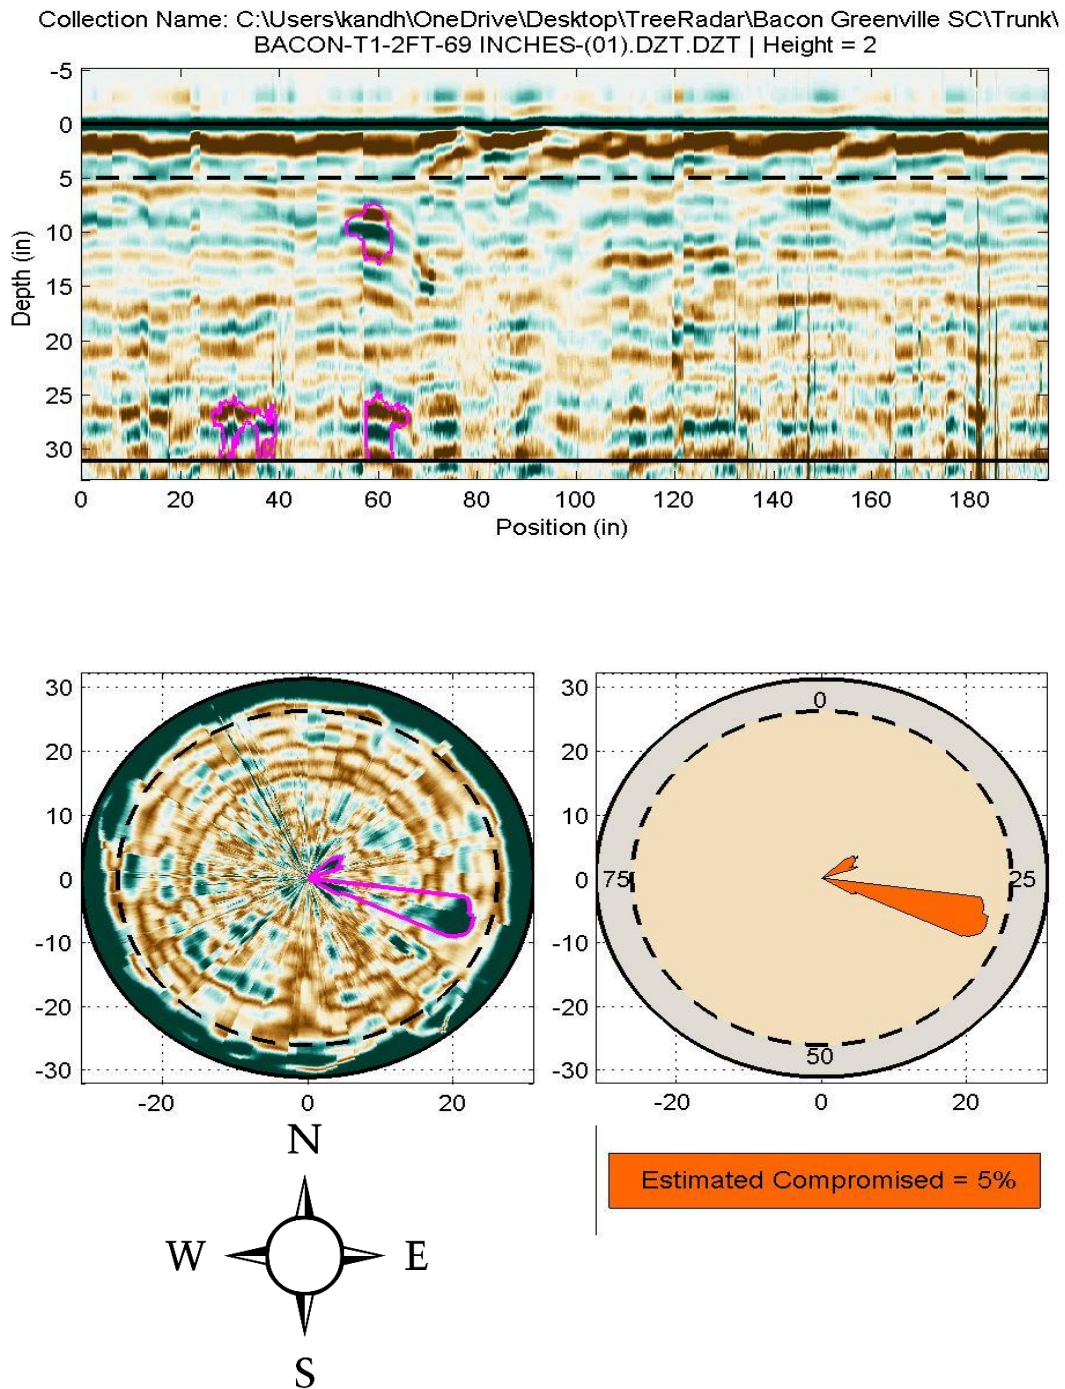 Collection Name: C:\Users\kandh\OneDrive\Desktop\TreeRadar\Bacon Greenville SC\Trunk\
BACON-T1-2FT-69 INCHES-(01).DZT.DZT | Height = 2
-5
0
5
10
15
20
25
30
Depth (in)
0 20 40 60 80 100 120 140 160 180
Position (in)
30
20
10
0
-10
-20
-30
-20 0 20
30
20
10
0
-10
-20
-30
0
75 25
50
-20 0 20
N
W E
S
Estimated Compromised = 5%